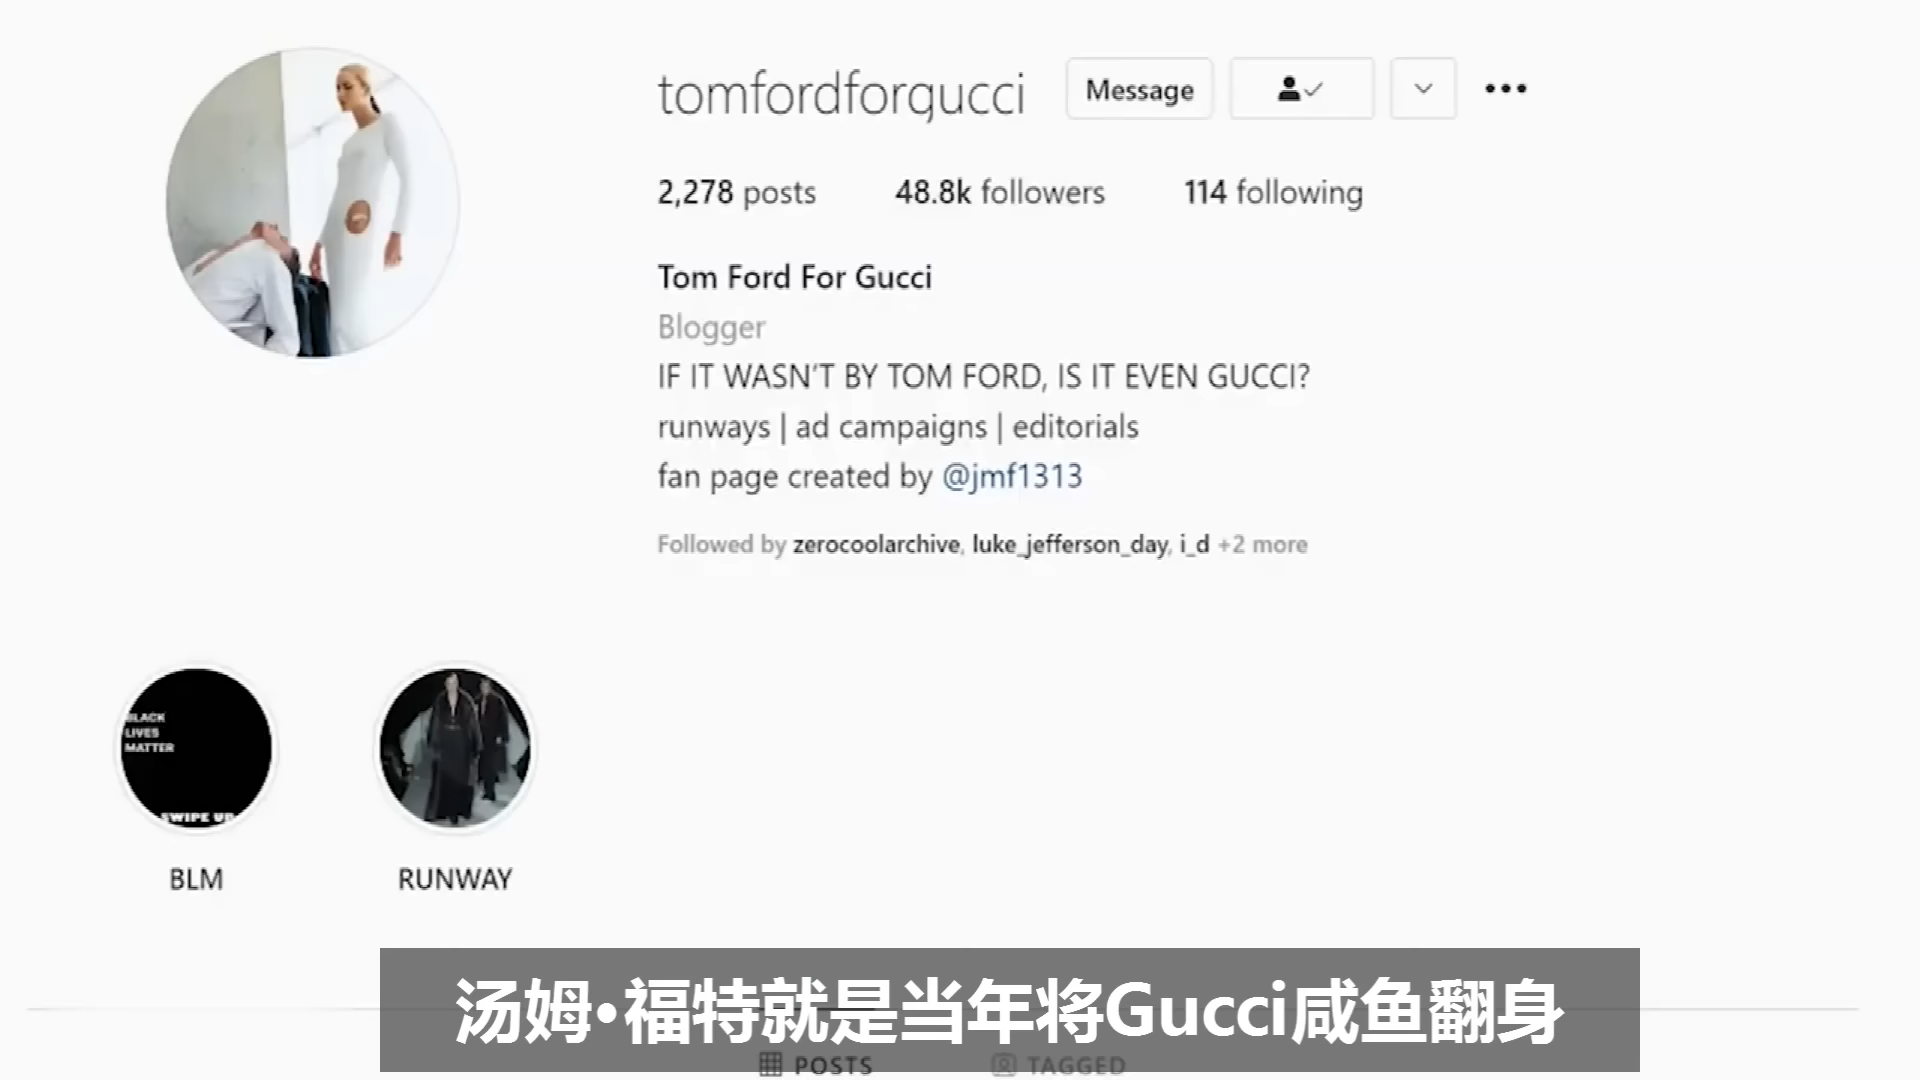 tomfordforgucci Message
2,278 posts 48.8k followers 114 following
Tom Ford For Gucci
Blogger
IF IT WASN'T BY TOM FORD, IS IT EVEN GUCCI?
runways | ad campaigns | editorials
fan page created by @jmf1313
Followed by zerocoolarchive, luke_jefferson_day, i_d +2 more
BLACK
LIVES
MATTER
SWIPE UP
BLM RUNWAY
汤姆·福特就是当年将Gucci咸鱼翻身
POSTS TAGGED